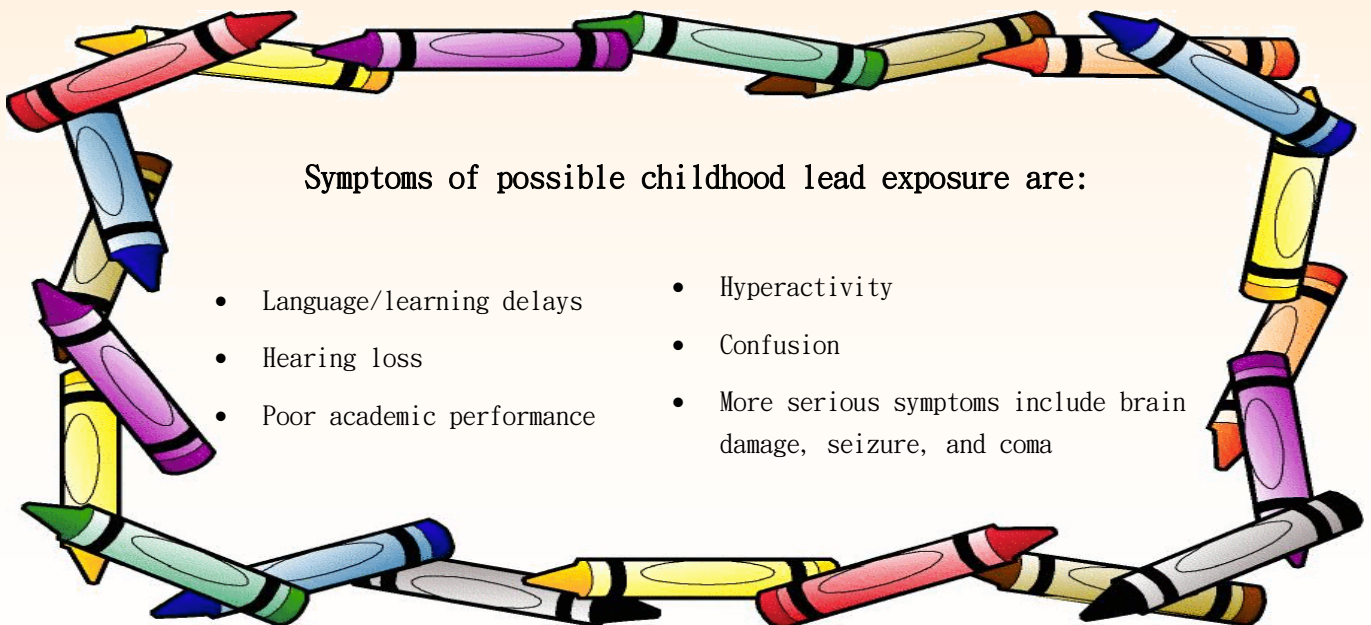 Symptoms of possible childhood lead exposure are:
• Language/learning delays
• Hearing loss
• Poor academic performance
• Hyperactivity
• Confusion
• More serious symptoms include brain
damage, seizure, and coma